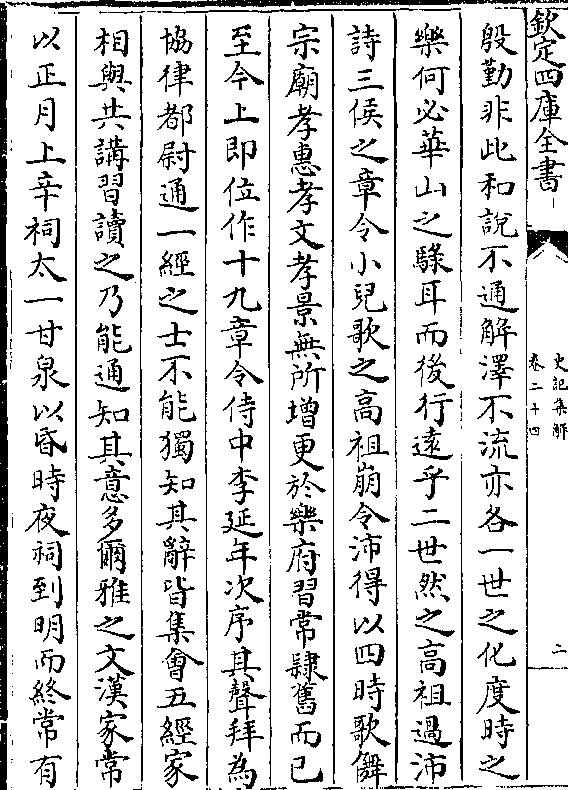 欽定四庫全書
史記集解
卷二十四
二
殷勤非此和說不通解澤不流亦各一世之化度時之
樂何必華山之騄耳而後行遠乎二世然之高祖過沛
詩三侯之章令小兒歌之高祖崩令沛得以四時歌儛
宗廟孝惠孝文孝景無所增更於樂府習常肄舊而已
至今上即位作十九章令侍中李延年次序其聲拜為
協律都尉通一經之士不能獨知其辭皆集會五經家
相與共講習讀之乃能通知其意多爾雅之文漢家常
以正月上辛祠太一甘泉以昏時夜祠到明而終常有